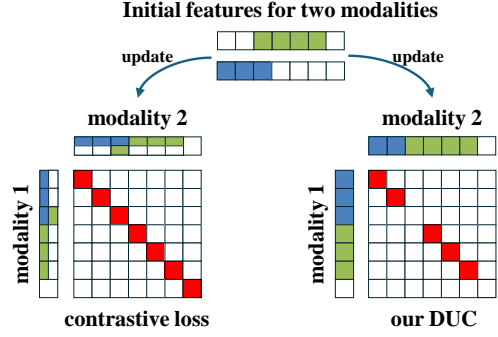 Initial features for two modalities
update
update
modality 2
modality 2
modality 1
modality 1
contrastive loss
our DUC